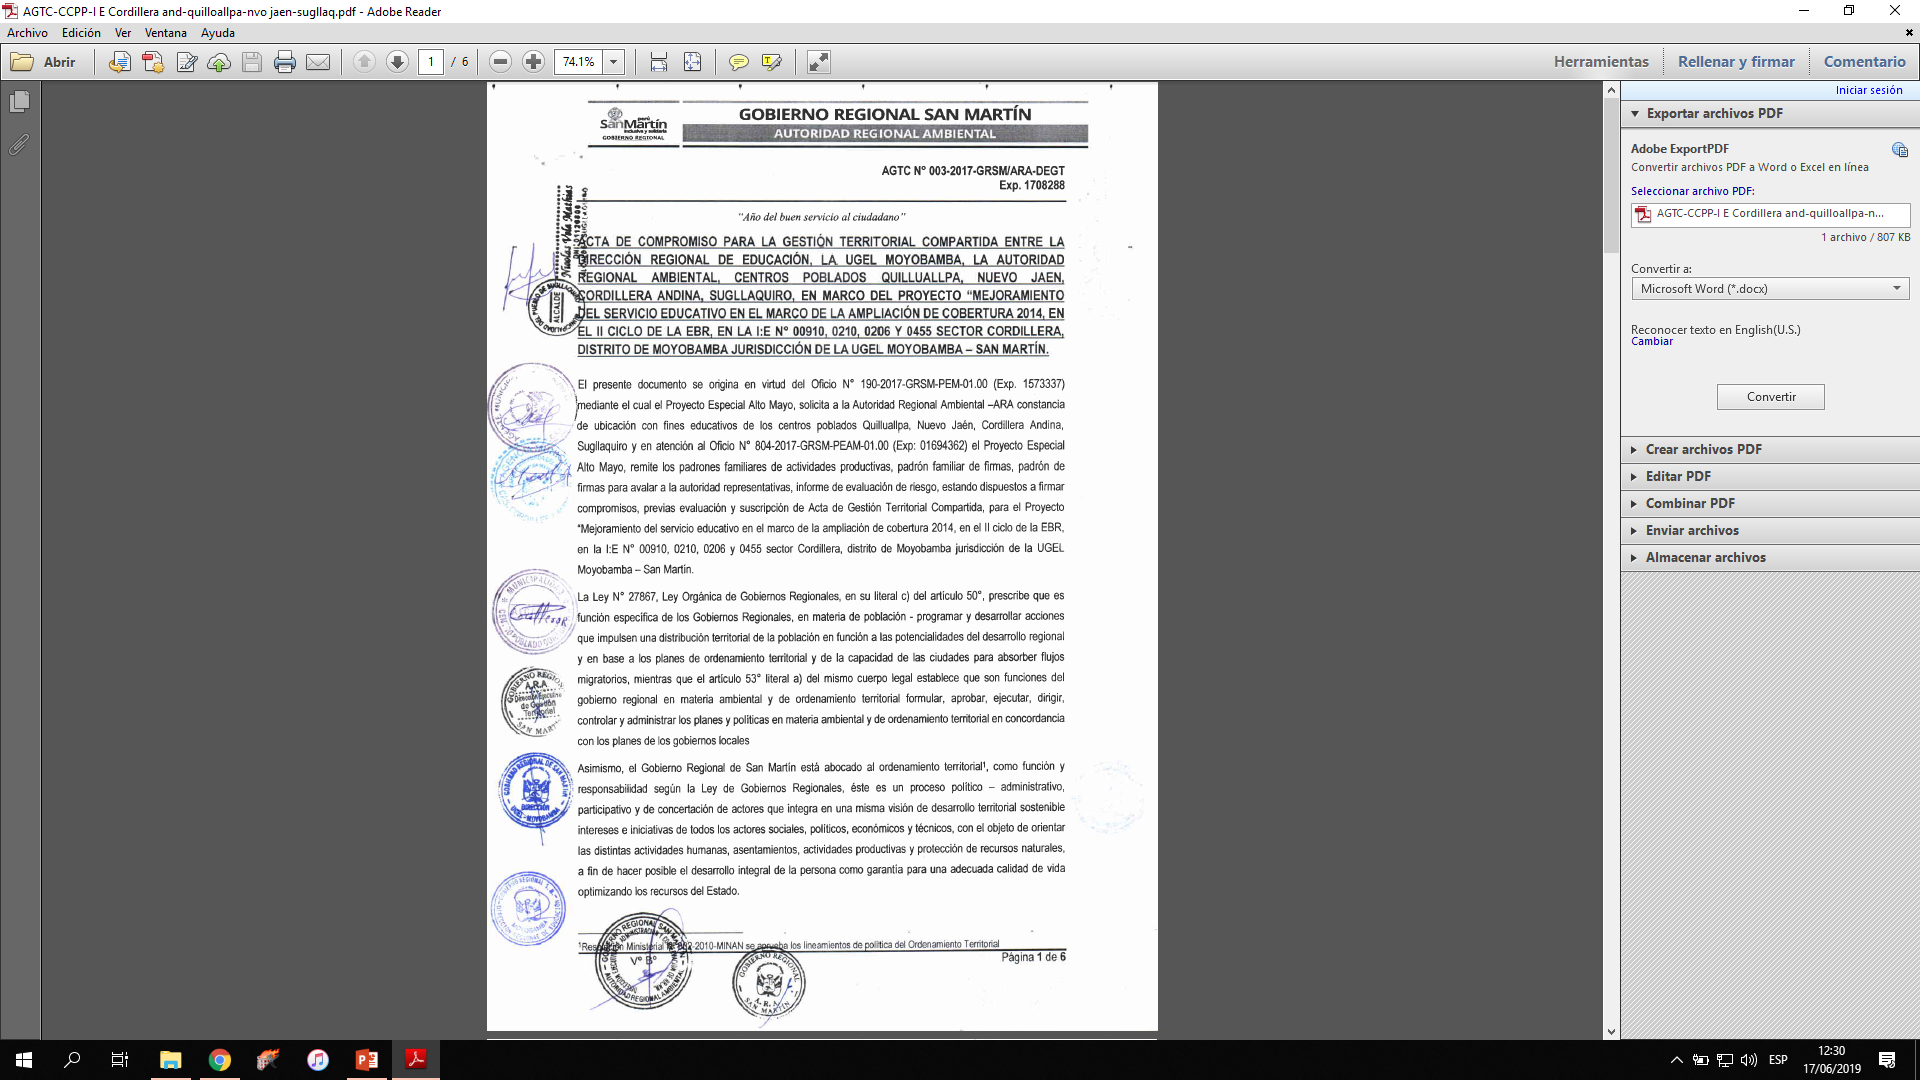 AGTC-CCPP-I E Cordillera and-quilloallpa-nvo jaen-sugllaq.pdf - Adobe Reader
Archivo Edición Ver Ventana Ayuda
Abrir 1 / 6 74.1% Herramientas Rellenar y firmar Comentario
Iniciar sesión
Exportar archivos PDF
Adobe ExportPDF
Convertir archivos PDF a Word o Excel en línea
Seleccionar archivo PDF:
AGTC-CCPP-I E Cordillera and-quilloallpa-n...
1 archivo / 807 KB
Convertir a:
Microsoft Word (*.docx)
Reconocer texto en English(U.S.)
Cambiar
Convertir
Crear archivos PDF
Editar PDF
Combinar PDF
Enviar archivos
Almacenar archivos
SanMartín
GOBIERNO REGIONAL
GOBIERNO REGIONAL SAN MARTÍN
AUTORIDAD REGIONAL AMBIENTAL
AGTC N° 003-2017-GRSM/ARA-DEGT
Exp. 1708288
“Año del buen servicio al ciudadano”
ACTA DE COMPROMISO PARA LA GESTIÓN TERRITORIAL COMPARTIDA ENTRE LA
DIRECCIÓN REGIONAL DE EDUCACIÓN, LA UGEL MOYOBAMBA, LA AUTORIDAD
REGIONAL AMBIENTAL, CENTROS POBLADOS QUILLUALLPA, NUEVO JAEN,
CORDILLERA ANDINA, SUGLLAQUIRO, EN MARCO DEL PROYECTO “MEJORAMIENTO
DEL SERVICIO EDUCATIVO EN EL MARCO DE LA AMPLIACIÓN DE COBERTURA 2014, EN
EL II CICLO DE LA EBR, EN LA I:E N° 00910, 0210, 0206 Y 0455 SECTOR CORDILLERA,
DISTRITO DE MOYOBAMBA JURISDICCIÓN DE LA UGEL MOYOBAMBA – SAN MARTÍN.
El presente documento se origina en virtud del Oficio N° 190-2017-GRSM-PEM-01.00 (Exp. 1573337)
mediante el cual el Proyecto Especial Alto Mayo, solicita a la Autoridad Regional Ambiental –ARA constancia
de ubicación con fines educativos de los centros poblados Quilluallpa, Nuevo Jaén, Cordillera Andina,
Sugllaquiro y en atención al Oficio N° 804-2017-GRSM-PEAM-01.00 (Exp: 01694362) el Proyecto Especial
Alto Mayo, remite los padrones familiares de actividades productivas, padrón familiar de firmas, padrón de
firmas para avalar a la autoridad representativas, informe de evaluación de riesgo, estando dispuestos a firmar
compromisos, previas evaluación y suscripción de Acta de Gestión Territorial Compartida, para el Proyecto
“Mejoramiento del servicio educativo en el marco de la ampliación de cobertura 2014, en el II ciclo de la EBR,
en la I:E N° 00910, 0210, 0206 y 0455 sector Cordillera, distrito de Moyobamba jurisdicción de la UGEL
Moyobamba – San Martín.
La Ley N° 27867, Ley Orgánica de Gobiernos Regionales, en su literal c) del artículo 50°, prescribe que es
función específica de los Gobiernos Regionales, en materia de población - programar y desarrollar acciones
que impulsen una distribución territorial de la población en función a las potencialidades del desarrollo regional
y en base a los planes de ordenamiento territorial y de la capacidad de las ciudades para absorber flujos
migratorios, mientras que el artículo 53° literal a) del mismo cuerpo legal establece que son funciones del
gobierno regional en materia ambiental y de ordenamiento territorial formular, aprobar, ejecutar, dirigir,
controlar y administrar los planes y políticas en materia ambiental y de ordenamiento territorial en concordancia
con los planes de los gobiernos locales
Asimismo, el Gobierno Regional de San Martín está abocado al ordenamiento territorial¹, como función y
responsabilidad según la Ley de Gobiernos Regionales, éste es un proceso político – administrativo,
participativo y de concertación de actores que integra en una misma visión de desarrollo territorial sostenible
intereses e iniciativas de todos los actores sociales, políticos, económicos y técnicos, con el objeto de orientar
las distintas actividades humanas, asentamientos, actividades productivas y protección de recursos naturales,
a fin de hacer posible el desarrollo integral de la persona como garantía para una adecuada calidad de vida
optimizando los recursos del Estado.
¹Resolución Ministerial 2-2010-MINAN se aprueba los lineamientos de política del Ordenamiento Territorial
Página 1 de 6
ALCALDE
A.R.A
de Gestión
Territorial
DIRECCIÓN
UGEL - MOYOBAMBA
V° B°
GOBIERNO REGIONAL
A. R. A.
SAN MARTÍN
ESP
12:30
17/06/2019